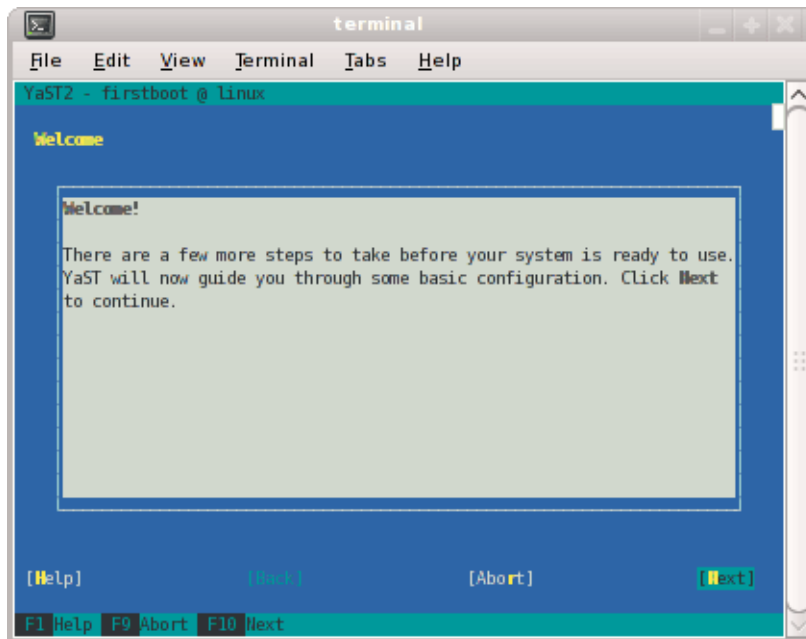 terminal
File Edit View Terminal Tabs Help
YaST2 - firstboot @ linux
Welcome
Welcome!
There are a few more steps to take before your system is ready to use.
YaST will now guide you through some basic configuration. Click Next
to continue.
[Help] [Back] [Abort] [Next]
F1 Help F9 Abort F10 Next